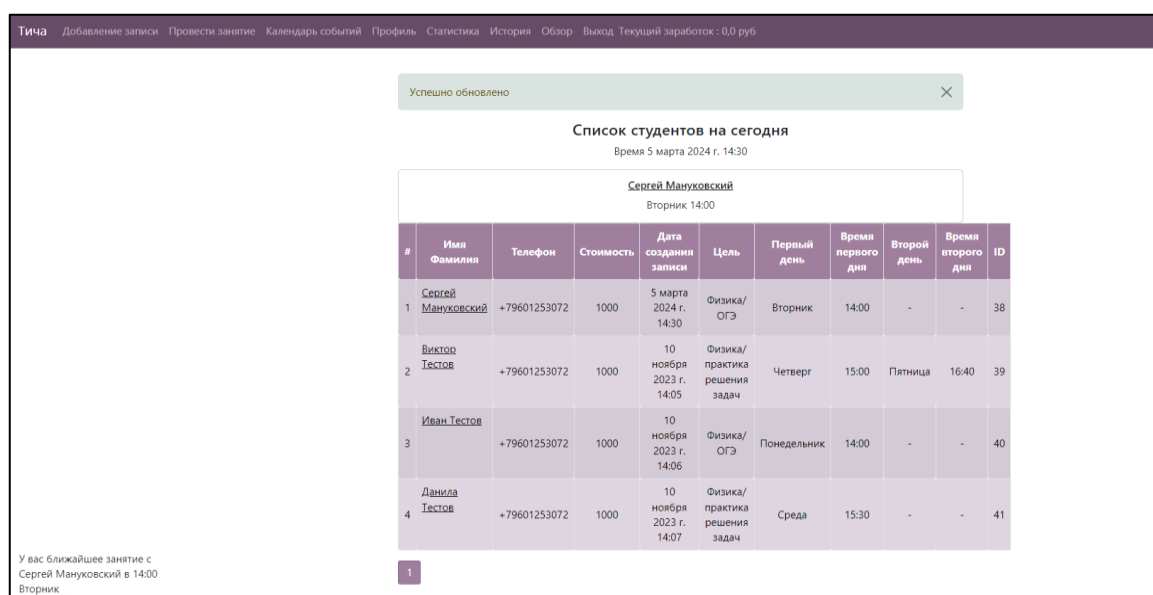 Тича Добавление записи Провести занятие Календарь событий Профиль Статистика История Обзор Выход Текущий заработок : 0,0 руб
Успешно обновлено
Список студентов на сегодня
Время 5 марта 2024 г. 14:30
Сергей Мануковский
Вторник 14:00
# Имя Фамилия Телефон Стоимость Дата создания записи Цель Первый день Время первого дня Второй день Время второго дня ID
1 Сергей Мануковский +79601253072 1000 5 марта 2024 г. 14:30 Физика/ ОГЭ Вторник 14:00 - - 38
2 Виктор Тестов +79601253072 1000 10 ноября 2023 г. 14:05 Физика/ практика решения задач Четверг 15:00 Пятница 16:40 39
3 Иван Тестов +79601253072 1000 10 ноября 2023 г. 14:06 Физика/ ОГЭ Понедельник 14:00 - - 40
4 Данила Тестов +79601253072 1000 10 ноября 2023 г. 14:07 Физика/ практика решения задач Среда 15:30 - - 41
1
У вас ближайшее занятие с
Сергей Мануковский в 14:00
Вторник